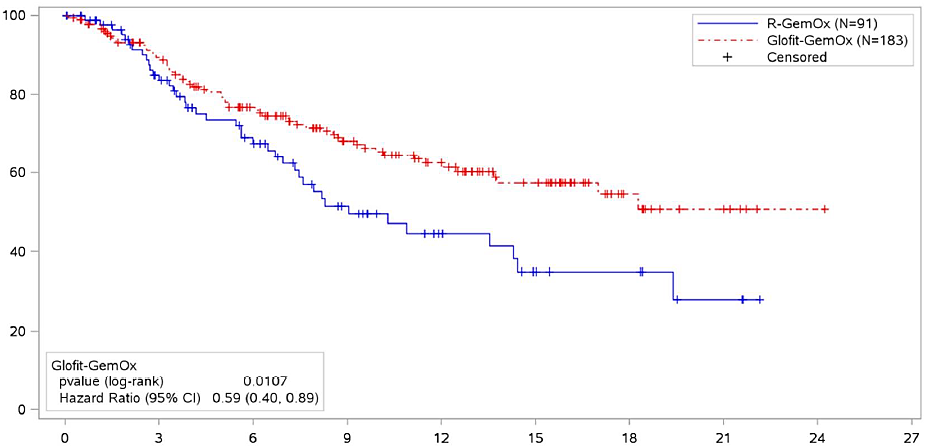 100
80
60
40
20
0
R-GemOx (N=91)
Glofit-GemOx (N=183)
Censored
Glofit-GemOx
pvalue (log-rank) 0.0107
Hazard Ratio (95% CI) 0.59 (0.40, 0.89)
0 3 6 9 12 15 18 21 24 27